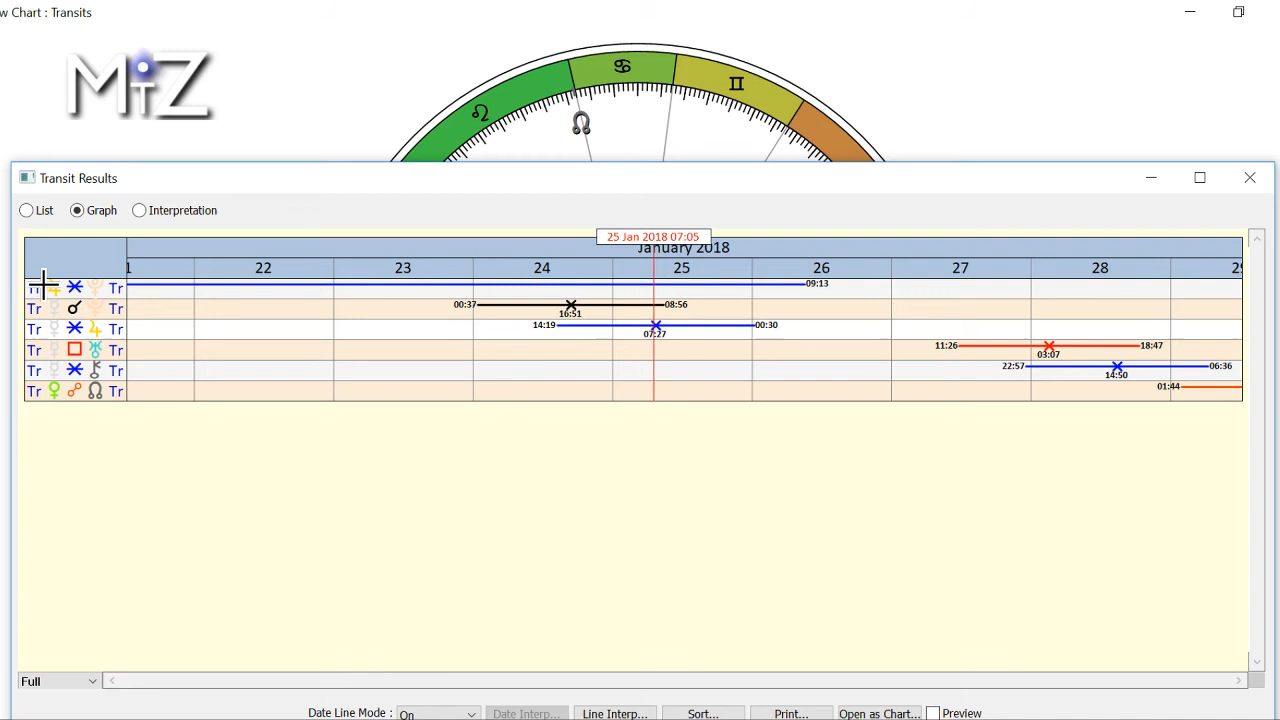 w Chart : Transits
MTZ
Transit Results
List Graph Interpretation
25 Jan 2018 07:05
January 2018
1 22 23 24 25 26 27 28 29
Tr Tr 09:13
Tr Tr 00:37 16:51 08:56
Tr Tr 14:19 07:27 00:30
Tr Tr 11:26 03:07 18:47
Tr Tr 22:57 14:50 06:36
Tr Tr 01:44
Full
Date Line Mode : On Date Interp... Line Interp... Sort... Print... Open as Chart... Preview